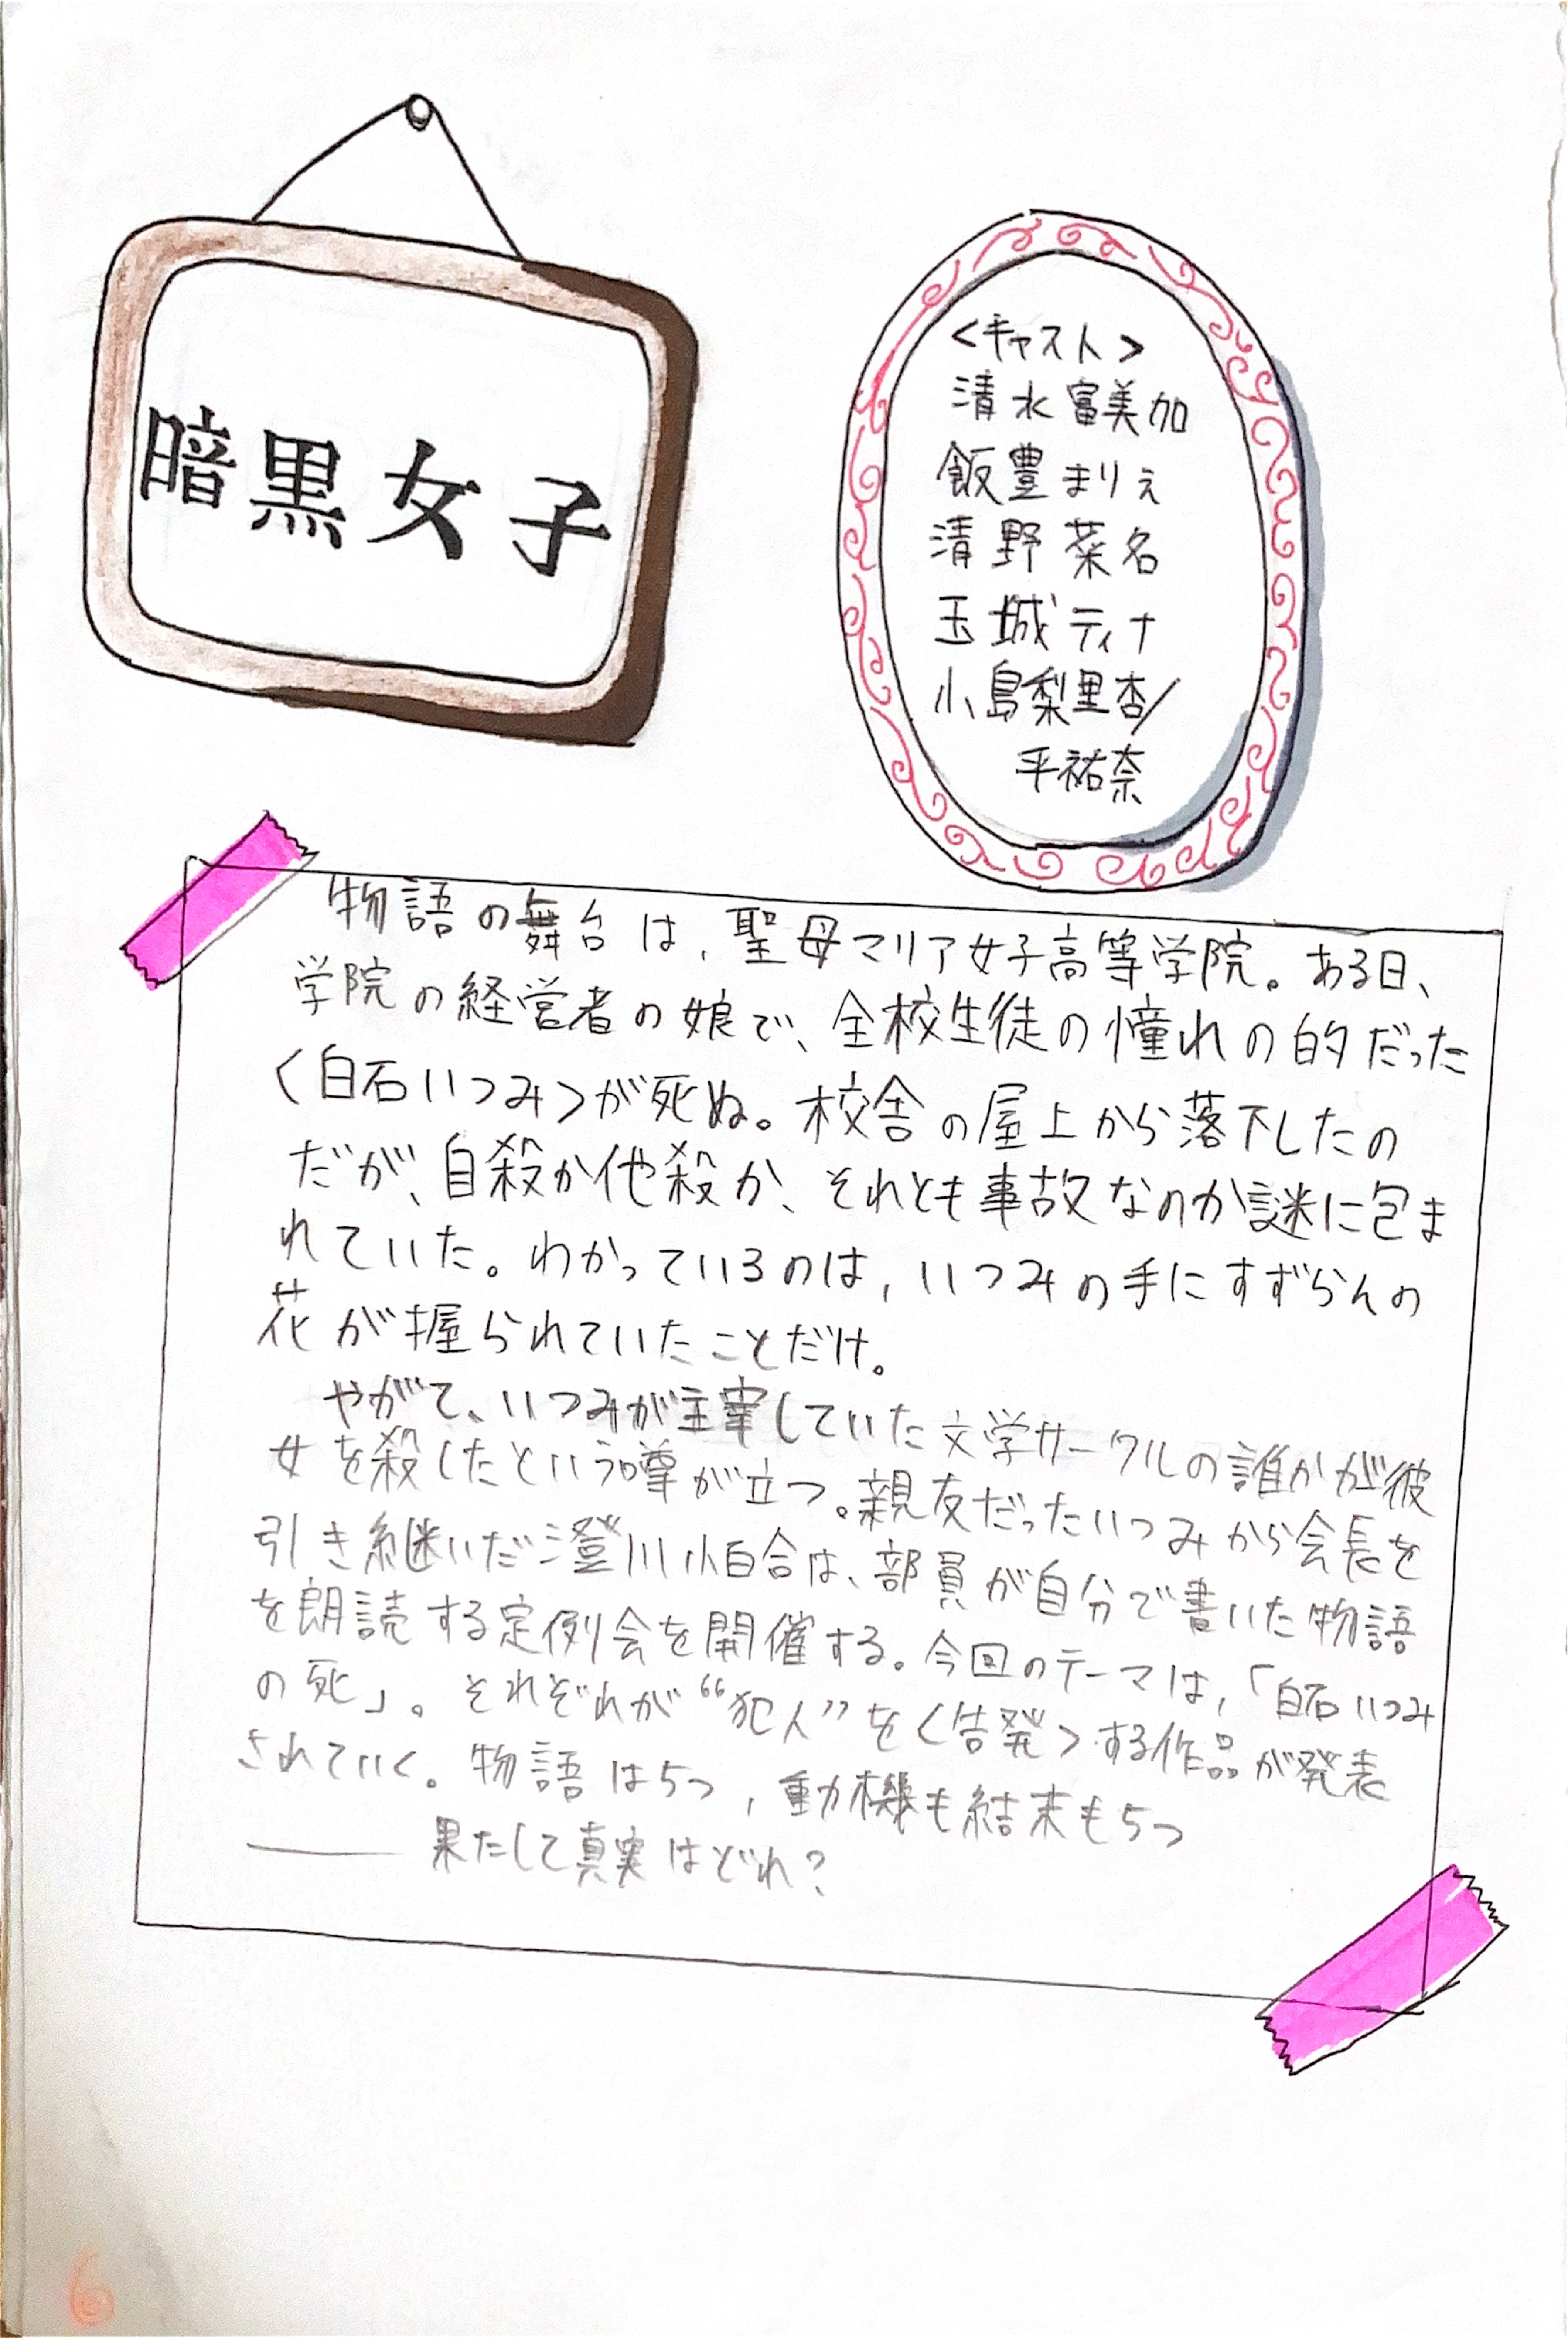 暗黒女子
<キャスト>
清水富美加
飯豊まりえ
清野菜名
玉城ティナ
小島梨里杏/
平祐奈
物語の舞台は,聖母マリア女子高等学院。ある日、
学院の経営者の娘で、全校生徒の憧れの的だった
〈白石いつみ〉が死ぬ。校舎の屋上から落下したの
だが、自殺か他殺か、それとも事故なのか謎に包ま
れていた。わかっているのは,いつみの手にすずらんの
花が握られていたことだけ。
やがて、いつみが主宰していた文学サークルの誰かが彼
女を殺したという噂が立つ。親友だったいつみから会長を
引き継いだ澄川小百合は、部員が自分で書いた物語
を朗読する定例会を開催する。今回のテーマは,「白石いつみ
の死」。それぞれが“犯人”を〈告発〉する作品が発表
されていく。物語は5つ,動機も結末も5つ
――果たして真実はどれ?
6